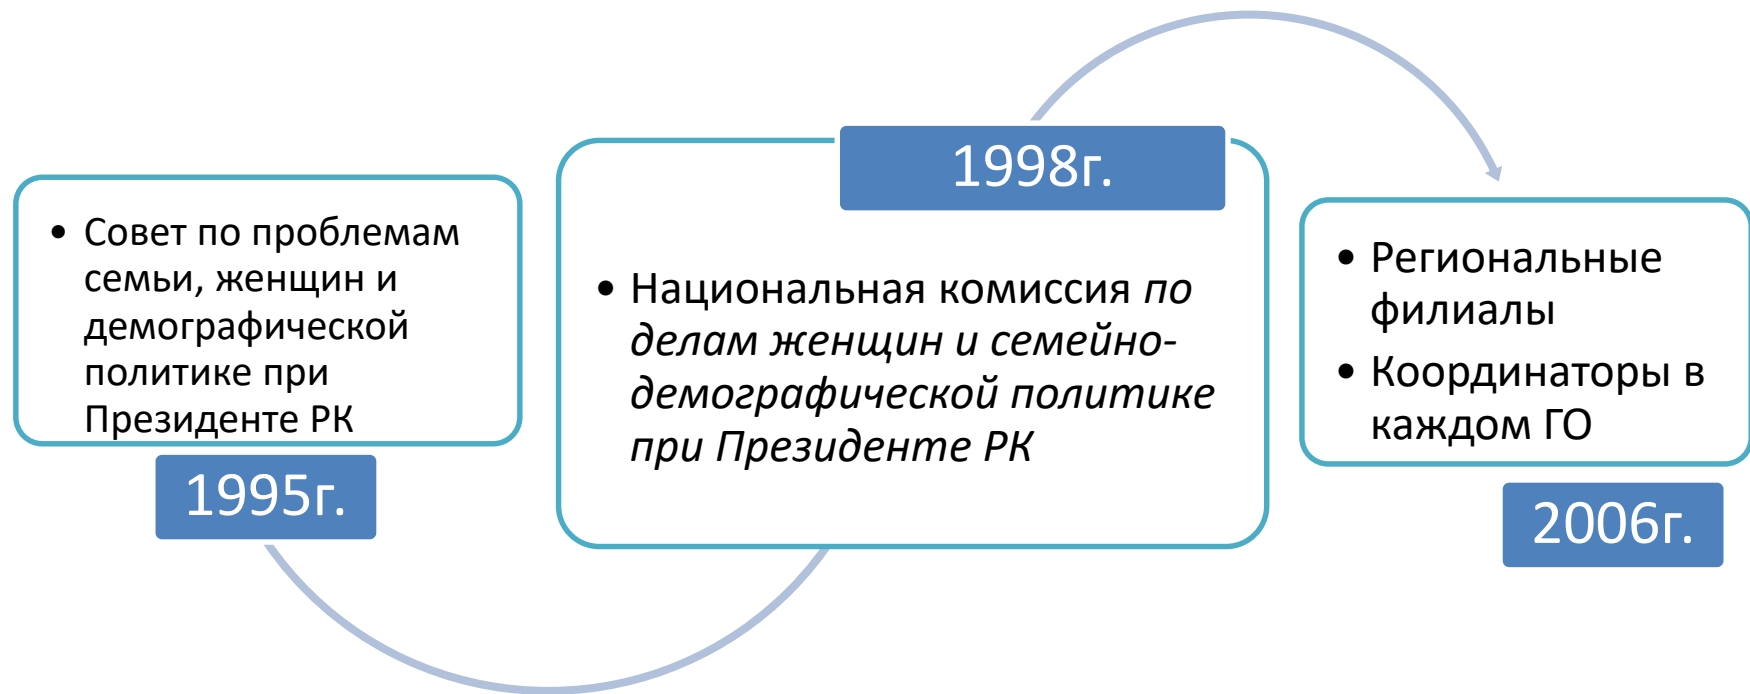 • Совет по проблемам
семьи, женщин и
демографической
политике при
Президенте РК
1995г.
1998г.
• Национальная комиссия по
делам женщин и семейно-
демографической политике
при Президенте РК
• Региональные
филиалы
• Координаторы в
каждом ГО
2006г.